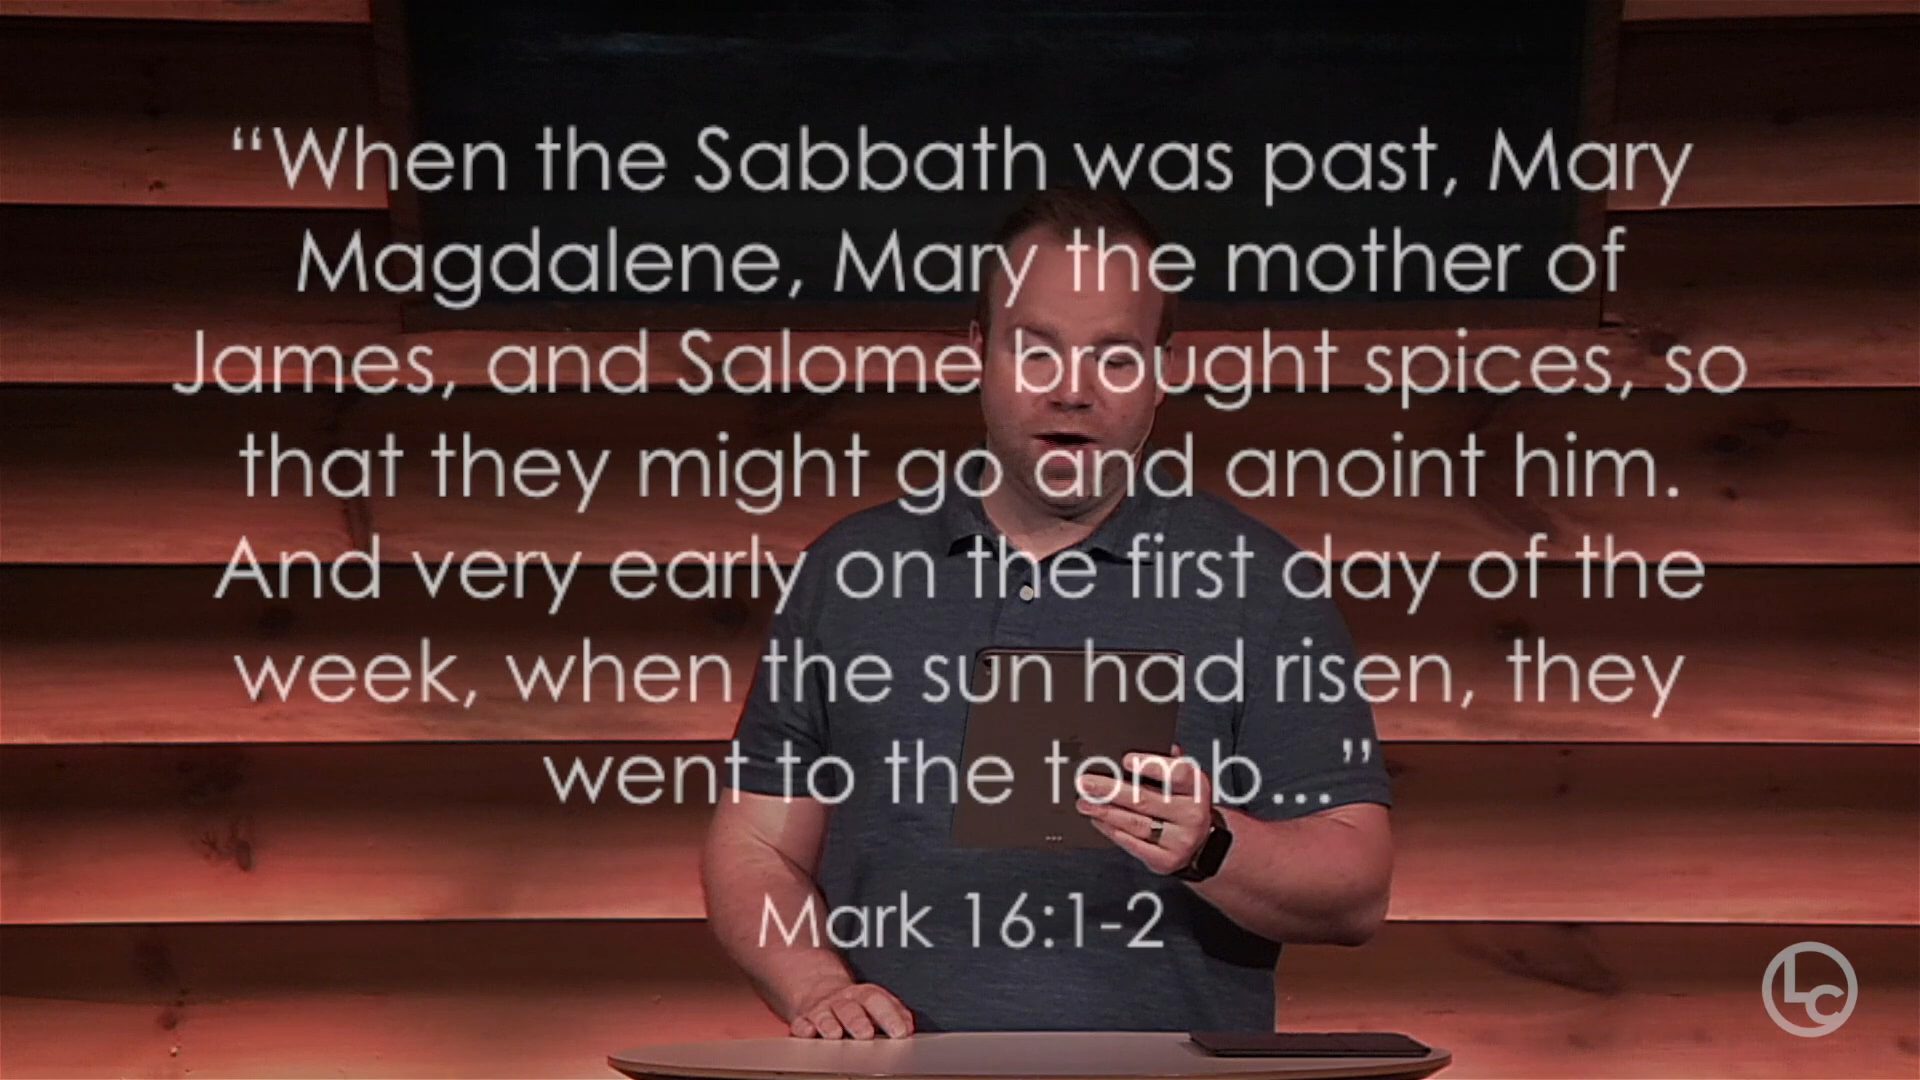 “When the Sabbath was past, Mary
Magdalene, Mary the mother of
James, and Salome brought spices, so
that they might go and anoint him.
And very early on the first day of the
week, when the sun had risen, they
went to the tomb...”
Mark 16:1-2
LC